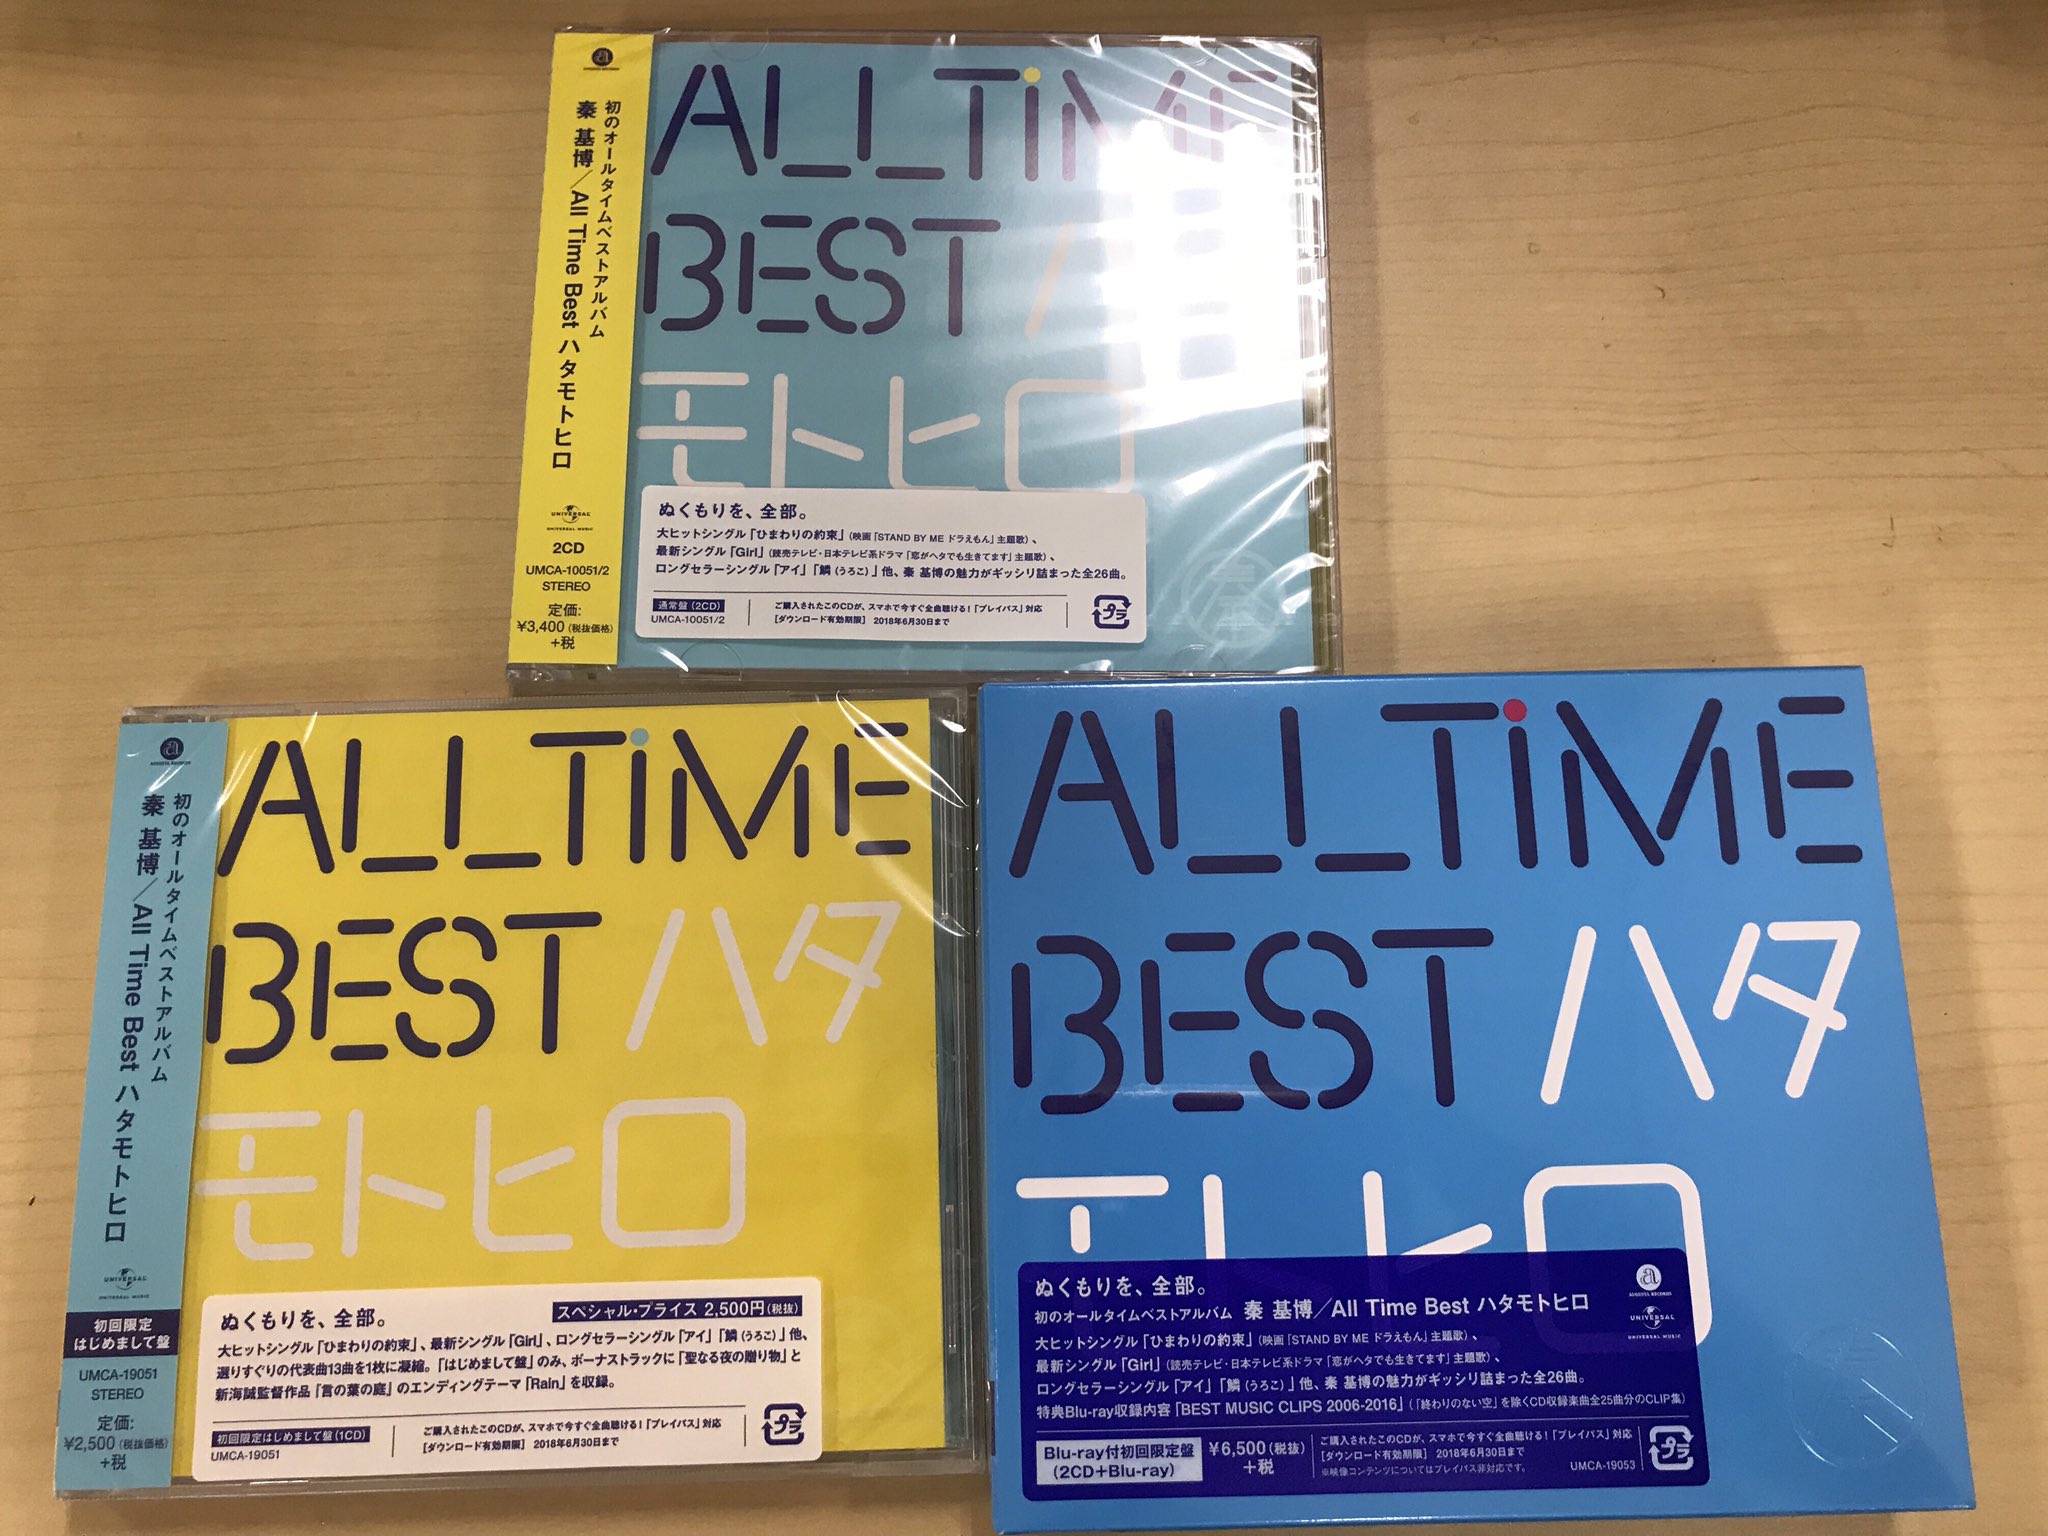 AUGUSTA RECORDS
初のオールタイムベストアルバム
秦 基博／All Time Best ハタモトヒロ
UNIVERSAL
UNIVERSAL MUSIC
2CD
UMCA-10051/2
STEREO
定価:
¥3,400(税抜価格)
+税
ALL TiME
BEST ハ
モトヒロ
ぬくもりを、全部。
大ヒットシングル「ひまわりの約束」(映画「STAND BY ME ドラえもん」主題歌)、
最新シングル「Girl」(読売テレビ・日本テレビ系ドラマ「恋がヘタでも生きてます」主題歌)、
ロングセラーシングル「アイ」「鱗(うろこ)」他、秦 基博の魅力がギッシリ詰まった全26曲。
通常盤(2CD)
UMCA-10051/2
ご購入されたこのCDが、スマホで今すぐ全曲聴ける!「プレイパス」対応
[ダウンロード有効期限] 2018年6月30日まで
プラ
AUGUSTA RECORDS
初のオールタイムベストアルバム
秦 基博／All Time Best ハタモトヒロ
UNIVERSAL
UNIVERSAL MUSIC
初回限定
はじめまして盤
UMCA-19051
STEREO
定価:
¥2,500(税抜価格)
+税
ALL TiME
BEST ハタ
モトヒロ
ぬくもりを、全部。
スペシャル・プライス 2,500円(税抜)
大ヒットシングル「ひまわりの約束」、最新シングル「Girl」、ロングセラーシングル「アイ」「鱗(うろこ)」他、
選りすぐりの代表曲13曲を1枚に凝縮。「はじめまして盤」のみ、ボーナストラックに「聖なる夜の贈り物」と
新海誠監督作品『言の葉の庭』のエンディングテーマ「Rain」を収録。
初回限定はじめまして盤(1CD)
UMCA-19051
ご購入されたこのCDが、スマホで今すぐ全曲聴ける!「プレイパス」対応
[ダウンロード有効期限] 2018年6月30日まで
プラ
ALL TiME
BEST ハタ
モトヒロ
ぬくもりを、全部。
初のオールタイムベストアルバム 秦 基博／All Time Best ハタモトヒロ
AUGUSTA RECORDS
UNIVERSAL
UNIVERSAL MUSIC
大ヒットシングル「ひまわりの約束」(映画「STAND BY ME ドラえもん」主題歌)、
最新シングル「Girl」(読売テレビ・日本テレビ系ドラマ「恋がヘタでも生きてます」主題歌)、
ロングセラーシングル「アイ」「鱗(うろこ)」他、秦 基博の魅力がギッシリ詰まった全26曲。
特典Blu-ray収録内容「BEST MUSIC CLIPS 2006-2016」(「終わりのない空」を除くCD収録楽曲全25曲分のCLIP集)
Blu-ray付初回限定盤
(2CD+Blu-ray)
¥6,500(税抜)
+税
ご購入されたこのCDが、スマホで今すぐ全曲聴ける!「プレイパス」対応
[ダウンロード有効期限] 2018年6月30日まで
※映像コンテンツについてはプレイパス非対応です。
UMCA-19053
プラ